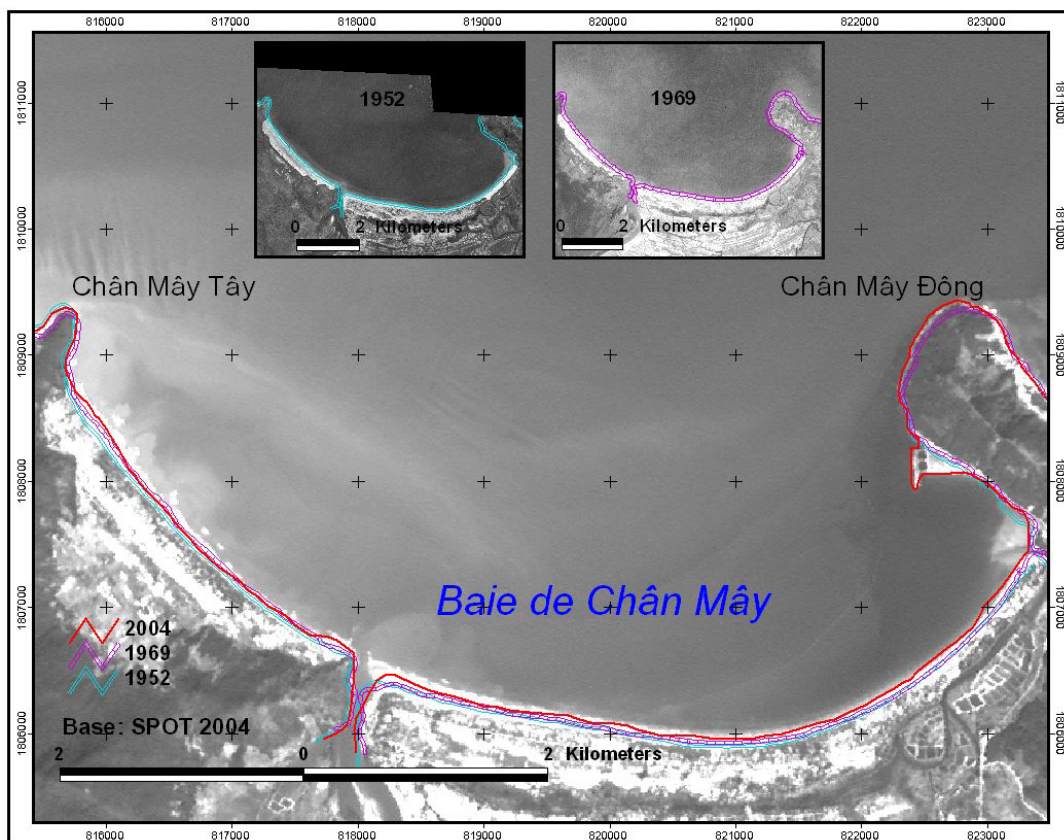 816000 817000 818000 819000 820000 821000 822000 823000
1952
1969
0 2 Kilometers
0 2 Kilometers
1811000 1811000
1810000 1810000
Chân Mây Tây
Chân Mây Đông
1809000 1809000
1808000 1808000
Baie de Chân Mây
1807000 1807000
2004
1969
1952
Base: SPOT 2004
1806000 1806000
2 0 2 Kilometers
816000 817000 818000 819000 820000 821000 822000 823000